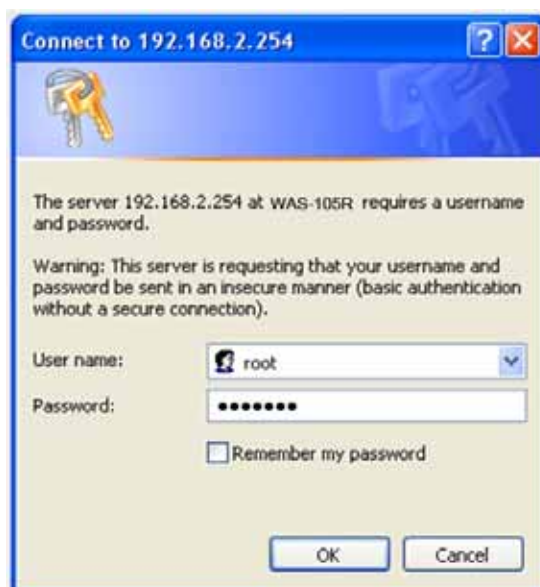 Connect to 192.168.2.254
?
The server 192.168.2.254 at WAS-105R requires a username
and password.
Warning: This server is requesting that your username and
password be sent in an insecure manner (basic authentication
without a secure connection).
User name:
root
Password:
•••••••
Remember my password
OK
Cancel